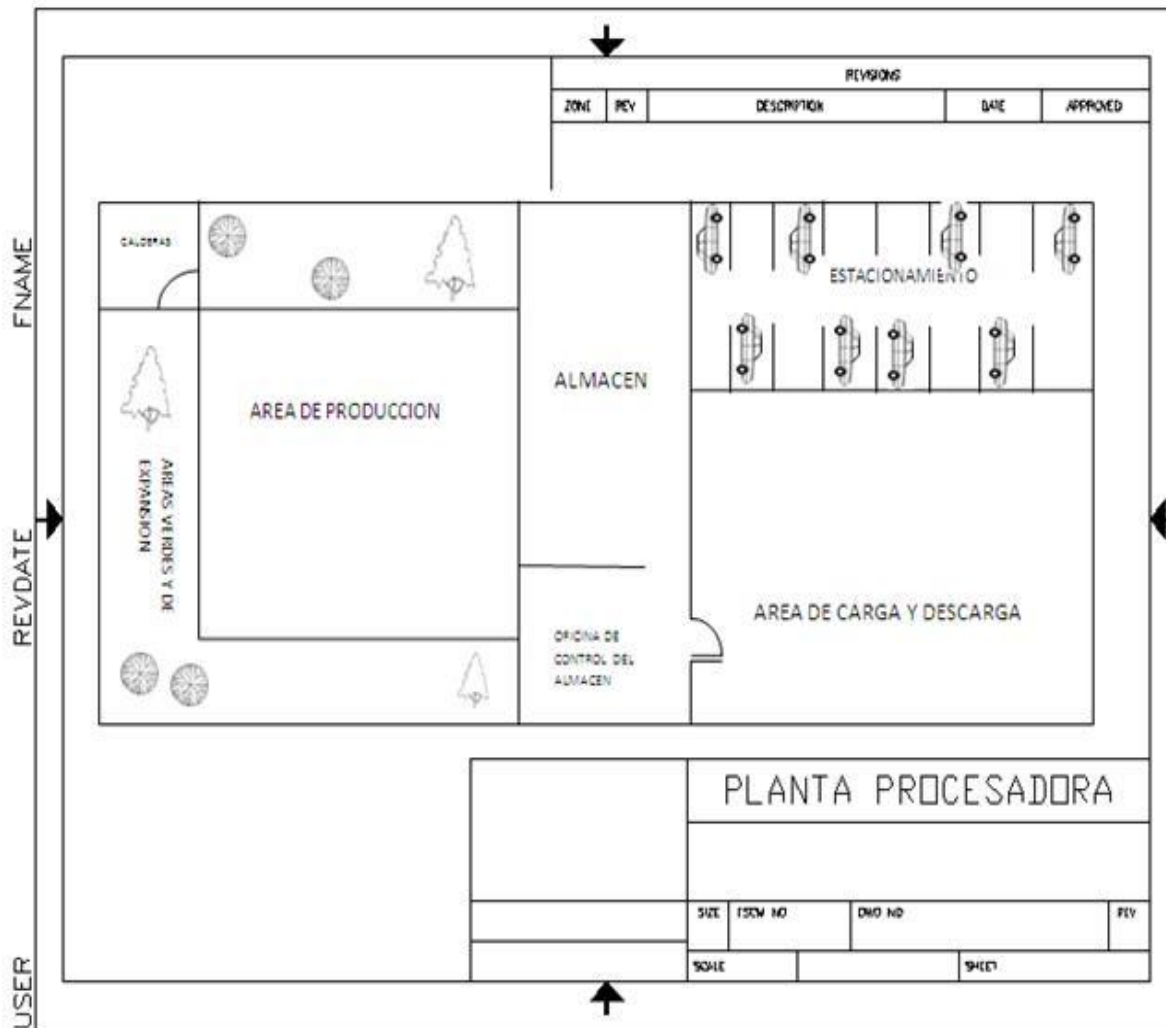 REVISIONS
ZONE REV DESCRIPTION DATE APPROVED
CALDERAS
ESTACIONAMIENTO
ALMACEN
AREA DE PRODUCCION
AREAS VERDES Y DE
EXPANSION
AREA DE CARGA Y DESCARGA
OFICINA DE
CONTROL DEL
ALMACEN
PLANTA PROCESADORA
SIZE FSCM NO DWG NO REV
SCALE SHEET
FNAME
REVDATE
USER